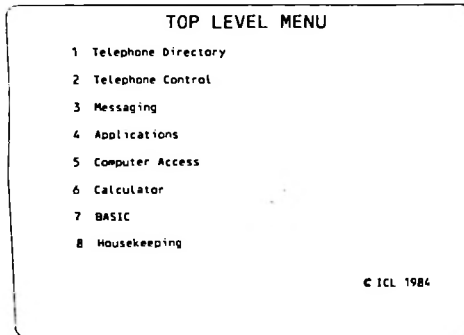 TOP LEVEL MENU
1 Telephone Directory
2 Telephone Control
3 Messaging
4 Applications
5 Computer Access
6 Calculator
7 BASIC
8 Housekeeping
© ICL 1984